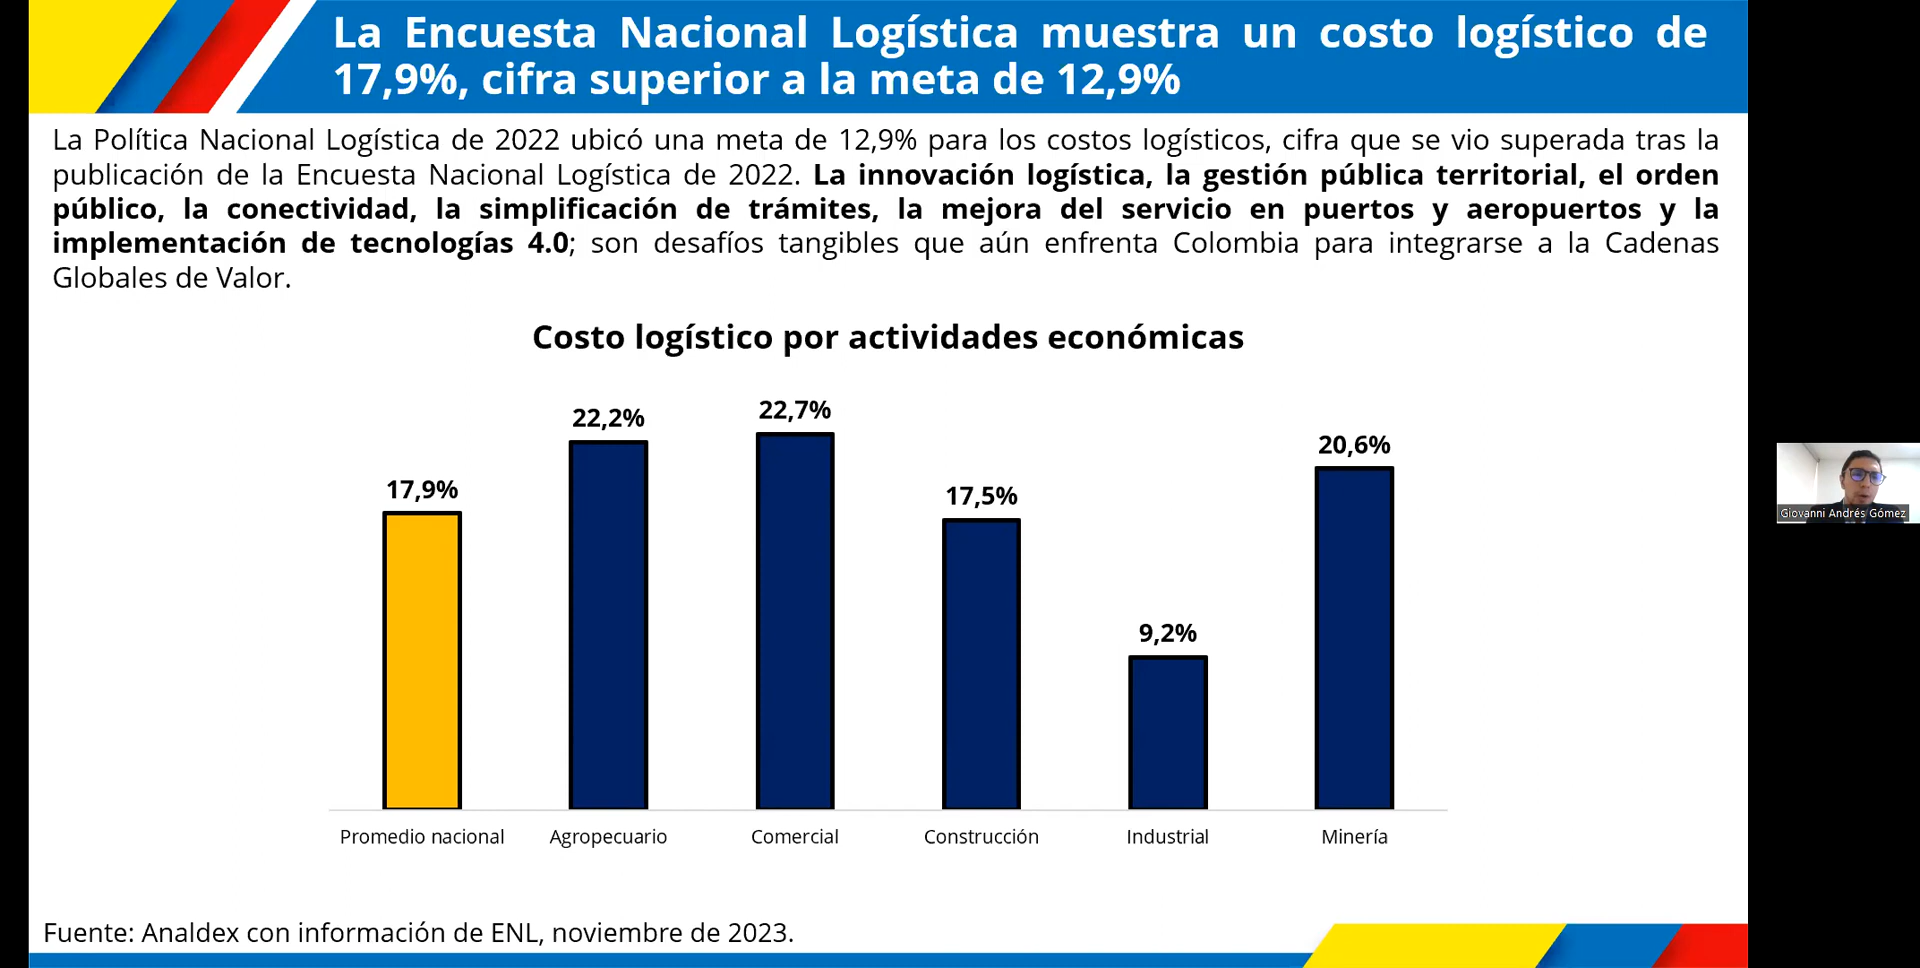 La Encuesta Nacional Logística muestra un costo logístico de
17,9%, cifra superior a la meta de 12,9%
La Política Nacional Logística de 2022 ubicó una meta de 12,9% para los costos logísticos, cifra que se vio superada tras la
publicación de la Encuesta Nacional Logística de 2022. La innovación logística, la gestión pública territorial, el orden
público, la conectividad, la simplificación de trámites, la mejora del servicio en puertos y aeropuertos y la
implementación de tecnologías 4.0; son desafíos tangibles que aún enfrenta Colombia para integrarse a la Cadenas
Globales de Valor.
Costo logístico por actividades económicas
17,9%
22,2%
22,7%
17,5%
9,2%
20,6%
Promedio nacional
Agropecuario
Comercial
Construcción
Industrial
Minería
Giovanni Andrés Gómez
Fuente: Analdex con información de ENL, noviembre de 2023.